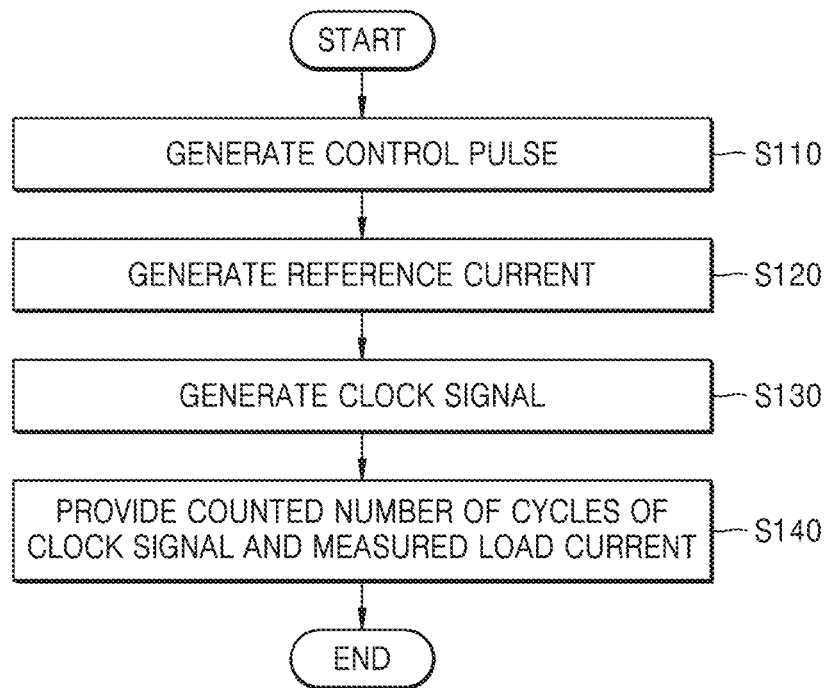 START
GENERATE CONTROL PULSE
S110
GENERATE REFERENCE CURRENT
S120
GENERATE CLOCK SIGNAL
S130
PROVIDE COUNTED NUMBER OF CYCLES OF
CLOCK SIGNAL AND MEASURED LOAD CURRENT
S140
END